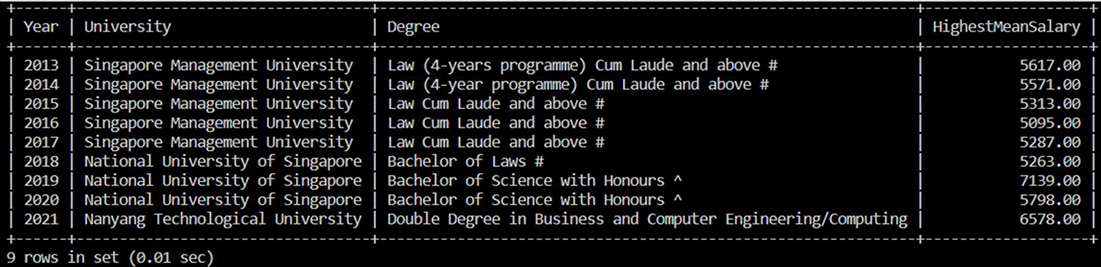 | Year | University | Degree | HighestMeanSalary |
| 2013 | Singapore Management University | Law (4-years programme) Cum Laude and above # | 5617.00 |
| 2014 | Singapore Management University | Law (4-year programme) Cum Laude and above # | 5571.00 |
| 2015 | Singapore Management University | Law Cum Laude and above # | 5313.00 |
| 2016 | Singapore Management University | Law Cum Laude and above # | 5095.00 |
| 2017 | Singapore Management University | Law Cum Laude and above # | 5287.00 |
| 2018 | National University of Singapore | Bachelor of Laws # | 5263.00 |
| 2019 | National University of Singapore | Bachelor of Science with Honours ^ | 7139.00 |
| 2020 | National University of Singapore | Bachelor of Science with Honours ^ | 5798.00 |
| 2021 | Nanyang Technological University | Double Degree in Business and Computer Engineering/Computing | 6578.00 |
9 rows in set (0.01 sec)